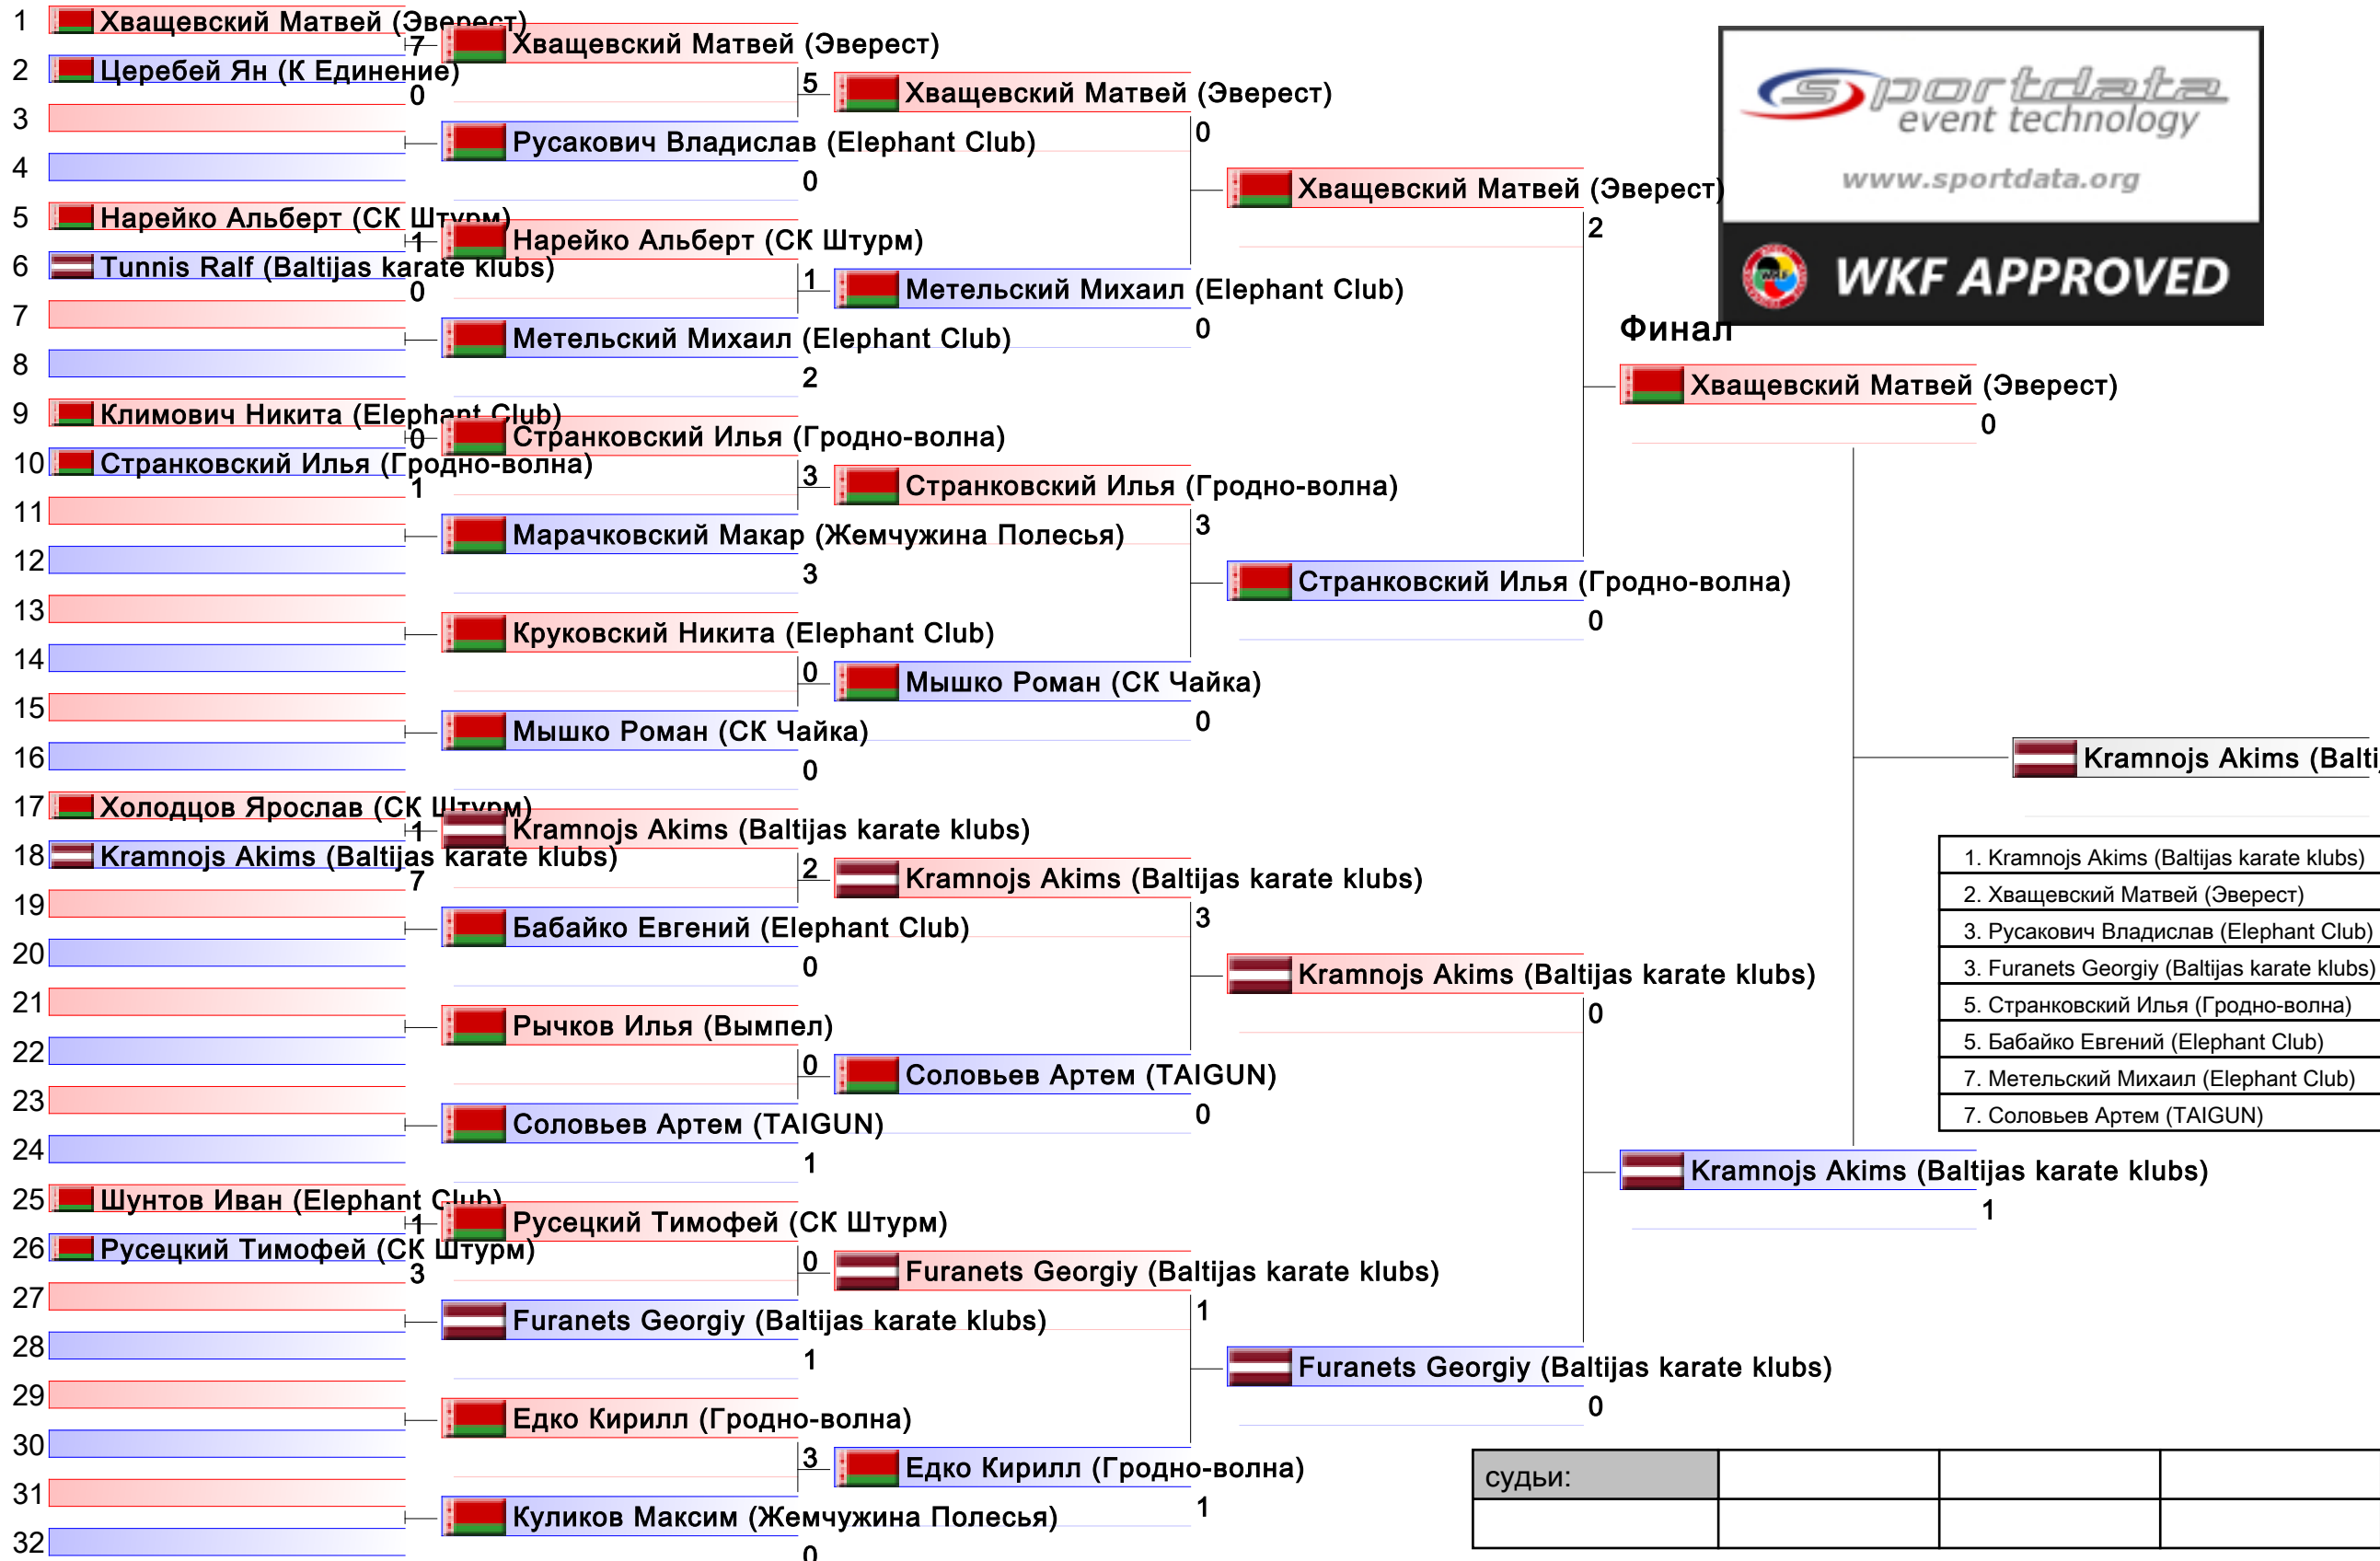 1 Хващевский Матвей (Эверест)
7
2 Церебей Ян (К Единение)
0
3
4
5 Нарейко Альберт (СК Штурм)
1
6 Tunnis Ralf (Baltijas karate klubs)
0
7
8
9 Климович Никита (Elephant Club)
0
10 Странковский Илья (Гродно-волна)
1
11
12
13
14
15
16
17 Холодцов Ярослав (СК Штурм)
1
18 Kramnojs Akims (Baltijas karate klubs)
7
19
20
21
22
23
24
25 Шунтов Иван (Elephant Club)
1
26 Русецкий Тимофей (СК Штурм)
3
27
28
29
30
31
32
Хващевский Матвей (Эверест)
5
Русакович Владислав (Elephant Club)
0
Нарейко Альберт (СК Штурм)
1
Метельский Михаил (Elephant Club)
2
Странковский Илья (Гродно-волна)
3
Марачковский Макар (Жемчужина Полесья)
3
Круковский Никита (Elephant Club)
0
Мышко Роман (СК Чайка)
0
Kramnojs Akims (Baltijas karate klubs)
2
Бабайко Евгений (Elephant Club)
0
Рычков Илья (Вымпел)
0
Соловьев Артем (TAIGUN)
1
Русецкий Тимофей (СК Штурм)
0
Furanets Georgiy (Baltijas karate klubs)
1
Едко Кирилл (Гродно-волна)
3
Куликов Максим (Жемчужина Полесья)
0
Хващевский Матвей (Эверест)
0
Метельский Михаил (Elephant Club)
0
Странковский Илья (Гродно-волна)
3
Мышко Роман (СК Чайка)
0
Kramnojs Akims (Baltijas karate klubs)
3
Соловьев Артем (TAIGUN)
0
Furanets Georgiy (Baltijas karate klubs)
1
Едко Кирилл (Гродно-волна)
1
Хващевский Матвей (Эверест)
2
Странковский Илья (Гродно-волна)
0
Kramnojs Akims (Baltijas karate klubs)
0
Furanets Georgiy (Baltijas karate klubs)
0
sportdata
event technology
www.sportdata.org
WKF
WKF APPROVED
Финал
Хващевский Матвей (Эверест)
0
Kramnojs Akims (Baltijas karate klubs)
1
Kramnojs Akims (Balti
1. Kramnojs Akims (Baltijas karate klubs)
2. Хващевский Матвей (Эверест)
3. Русакович Владислав (Elephant Club)
3. Furanets Georgiy (Baltijas karate klubs)
5. Странковский Илья (Гродно-волна)
5. Бабайко Евгений (Elephant Club)
7. Метельский Михаил (Elephant Club)
7. Соловьев Артем (TAIGUN)
судьи: